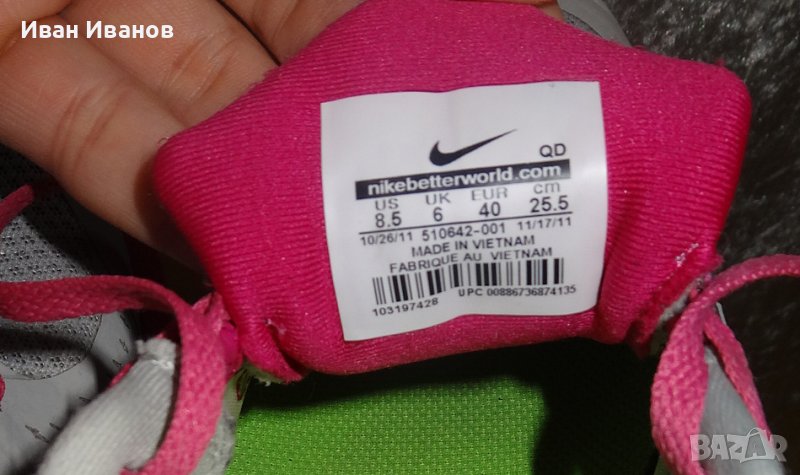 Иван Иванов
QD
nikebetterworld.com
US UK EUR cm
8.5 6 40 25.5
10/26/11 510642-001 11/17/11
MADE IN VIETNAM
FABRIQUE AU VIETNAM
103197428 UPC 00886736874135
BAZAR